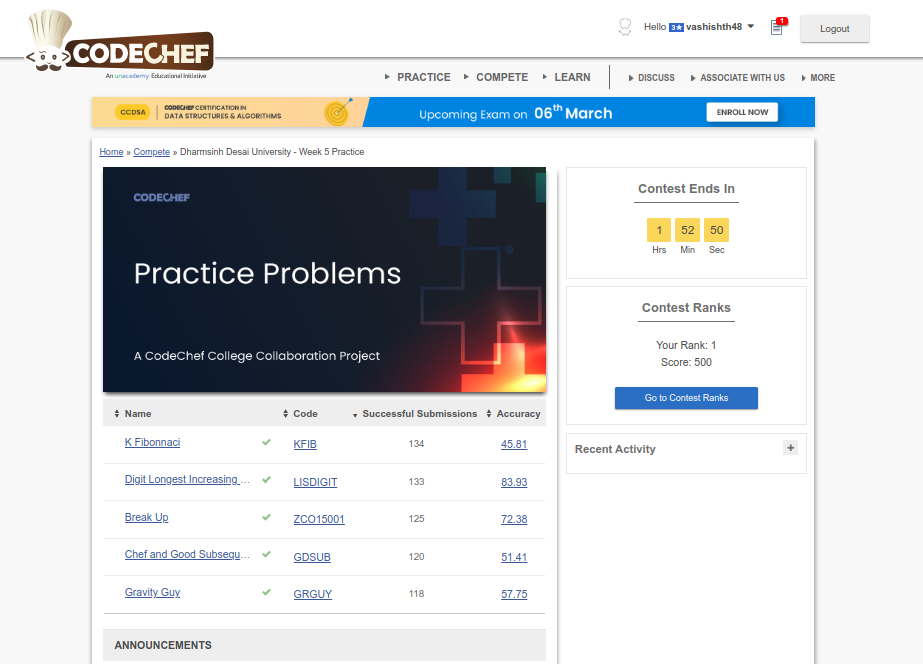 CODECHEF
An unacademy Educational Initiative
Hello 3★ vashishth48
1
Logout
PRACTICE COMPETE LEARN DISCUSS ASSOCIATE WITH US MORE
CCDSA
CODECHEF CERTIFICATION IN
DATA STRUCTURES & ALGORITHMS
Upcoming Exam on 06th March
ENROLL NOW
Home » Compete » Dharmsinh Desai University - Week 5 Practice
CODECHEF
Practice Problems
A CodeChef College Collaboration Project
Name Code Successful Submissions Accuracy
K Fibonnaci KFIB 134 45.81
Digit Longest Increasing ... LISDIGIT 133 83.93
Break Up ZCO15001 125 72.38
Chef and Good Subsequ... GDSUB 120 51.41
Gravity Guy GRGUY 118 57.75
ANNOUNCEMENTS
Contest Ends In
1 52 50
Hrs Min Sec
Contest Ranks
Your Rank: 1
Score: 500
Go to Contest Ranks
Recent Activity +